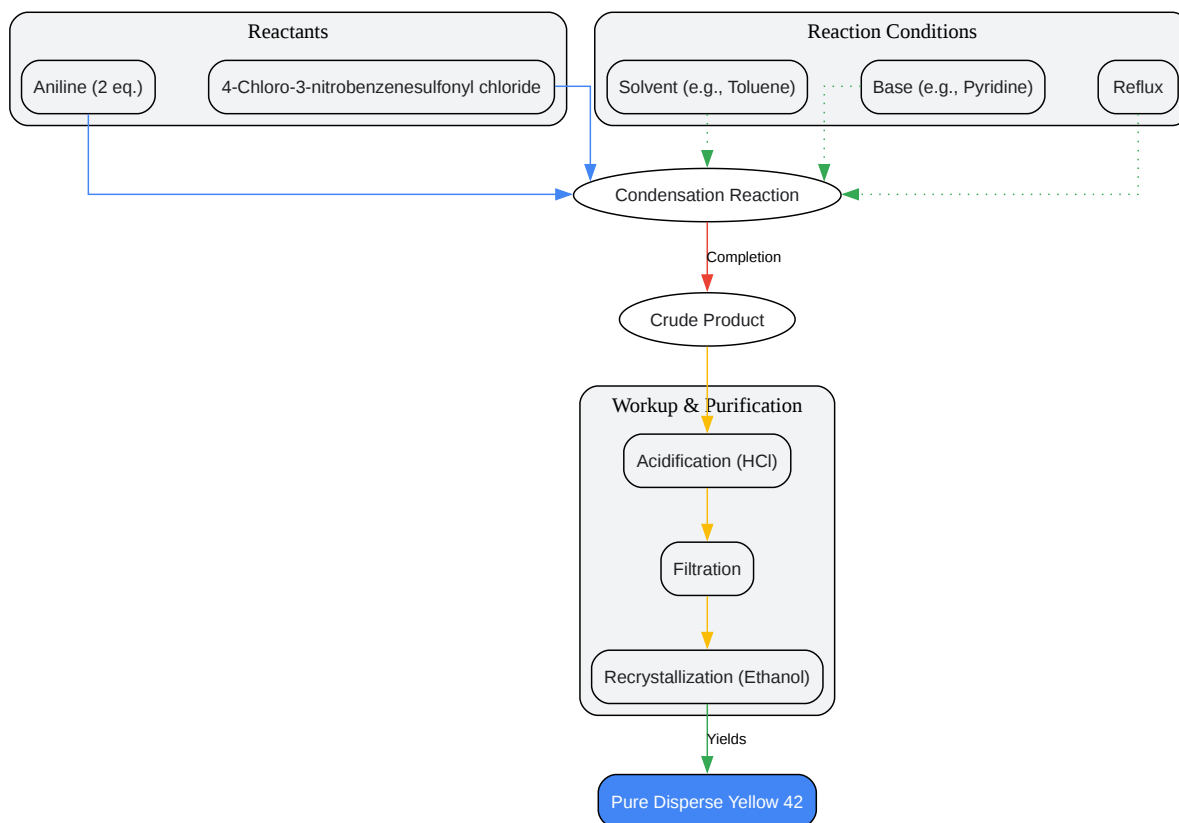 Reactants
Reaction Conditions
Aniline (2 eq.)
4-Chloro-3-nitrobenzenesulfonyl chloride
Solvent (e.g., Toluene)
Base (e.g., Pyridine)
Reflux
Condensation Reaction
Completion
Crude Product
Workup & Purification
Acidification (HCl)
Filtration
Recrystallization (Ethanol)
Yields
Pure Disperse Yellow 42